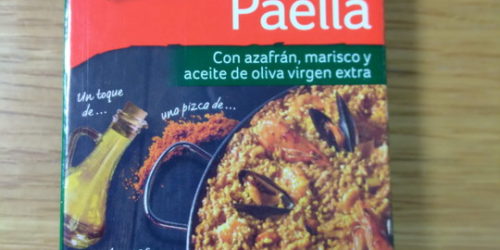 Paella
Con azafrán, marisco y
aceite de oliva virgen extra
Un toque
de...
una pizca de...